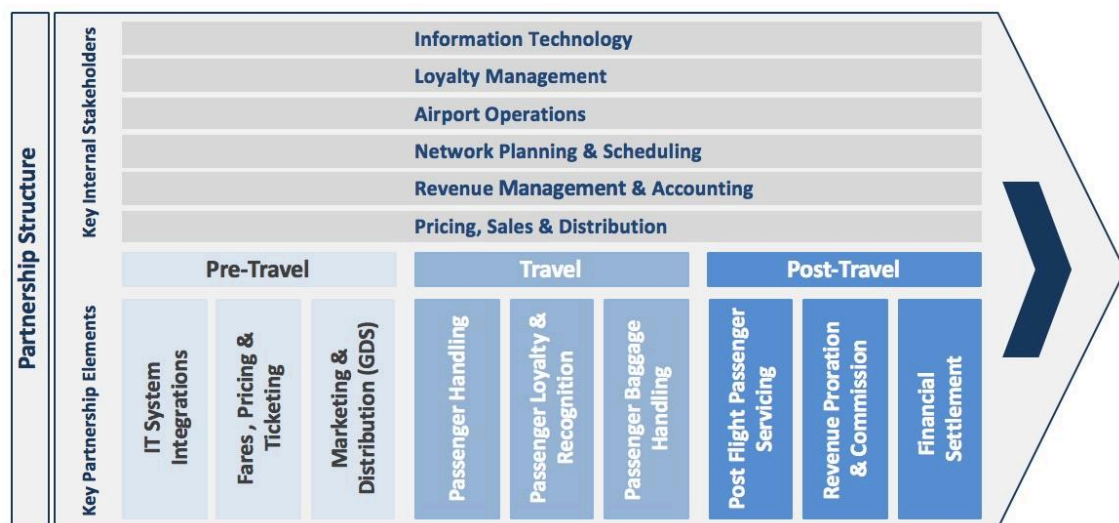 Partnership Structure
Key Internal Stakeholders
Information Technology
Loyalty Management
Airport Operations
Network Planning & Scheduling
Revenue Management & Accounting
Pricing, Sales & Distribution
Pre-Travel
Travel
Post-Travel
Key Partnership Elements
IT System
Integrations
Fares , Pricing &
Ticketing
Marketing &
Distribution (GDS)
Passenger Handling
Passenger Loyalty &
Recognition
Passenger Baggage
Handling
Post Flight Passenger
Servicing
Revenue Proration
& Commission
Financial
Settlement